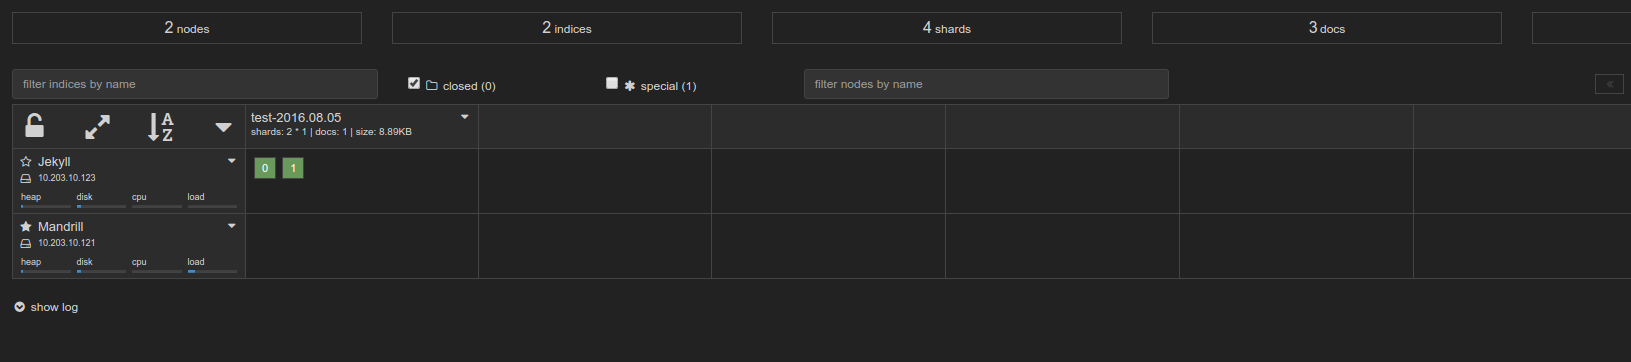 2 nodes
2 indices
4 shards
3 docs
filter indices by name
closed (0)
special (1)
filter nodes by name
A
Z
test-2016.08.05
shards: 2 * 1 | docs: 1 | size: 8.89KB
Jekyll
10.203.10.123
heap disk cpu load
0 1
Mandrill
10.203.10.121
heap disk cpu load
show log